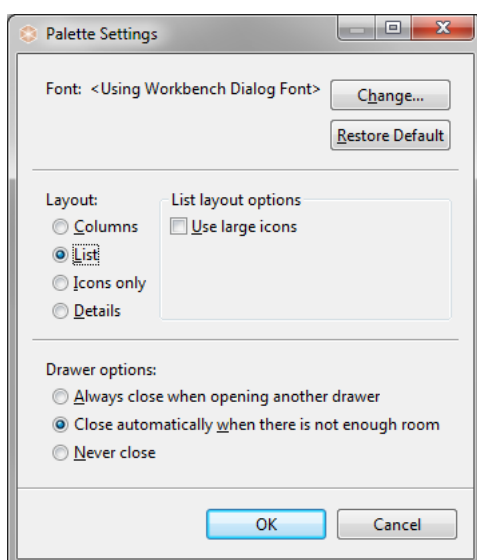 Palette Settings
Font: <Using Workbench Dialog Font>
Change...
Restore Default
Layout:
List layout options
Columns
Use large icons
List
Icons only
Details
Drawer options:
Always close when opening another drawer
Close automatically when there is not enough room
Never close
OK
Cancel